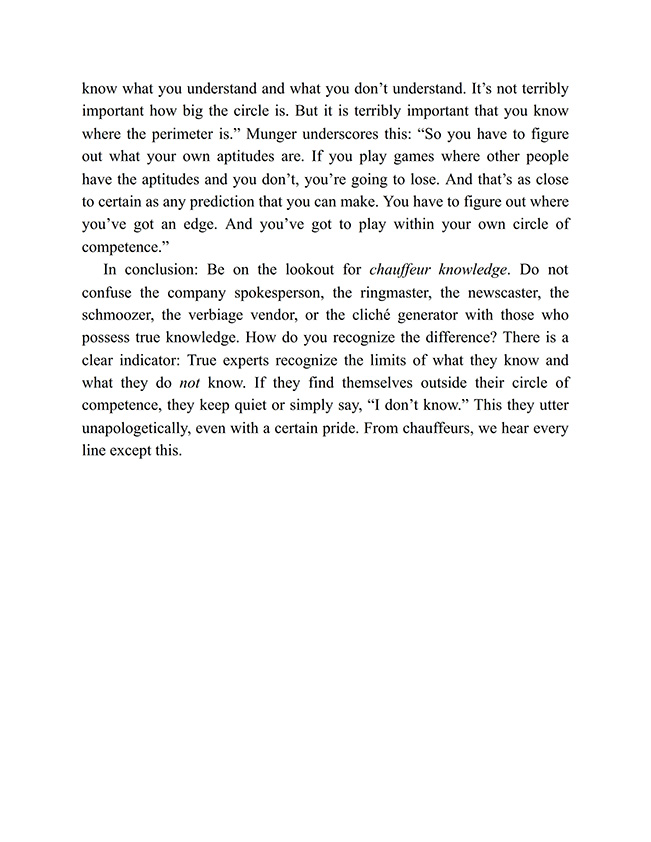 know what you understand and what you don’t understand. It’s not terribly
important how big the circle is. But it is terribly important that you know
where the perimeter is.” Munger underscores this: “So you have to figure
out what your own aptitudes are. If you play games where other people
have the aptitudes and you don’t, you’re going to lose. And that’s as close
to certain as any prediction that you can make. You have to figure out where
you’ve got an edge. And you’ve got to play within your own circle of
competence.”
In conclusion: Be on the lookout for chauffeur knowledge. Do not
confuse the company spokesperson, the ringmaster, the newscaster, the
schmoozer, the verbiage vendor, or the cliché generator with those who
possess true knowledge. How do you recognize the difference? There is a
clear indicator: True experts recognize the limits of what they know and
what they do not know. If they find themselves outside their circle of
competence, they keep quiet or simply say, “I don’t know.” This they utter
unapologetically, even with a certain pride. From chauffeurs, we hear every
line except this.